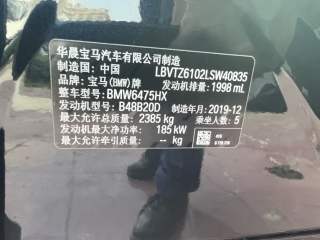 华晨宝马汽车有限公司制造
制造国：中国 LBVTZ6102LSW40835
品牌：宝马(BMW)牌 发动机排量：1998 mL
整车型号：BMW6475HX
发动机型号：B48B20D 制造年月：2019-12
最大允许总质量：2385 kg 乘坐人数：5
发动机最大净功率：185 kW
最大允许牵引质量：-- kg